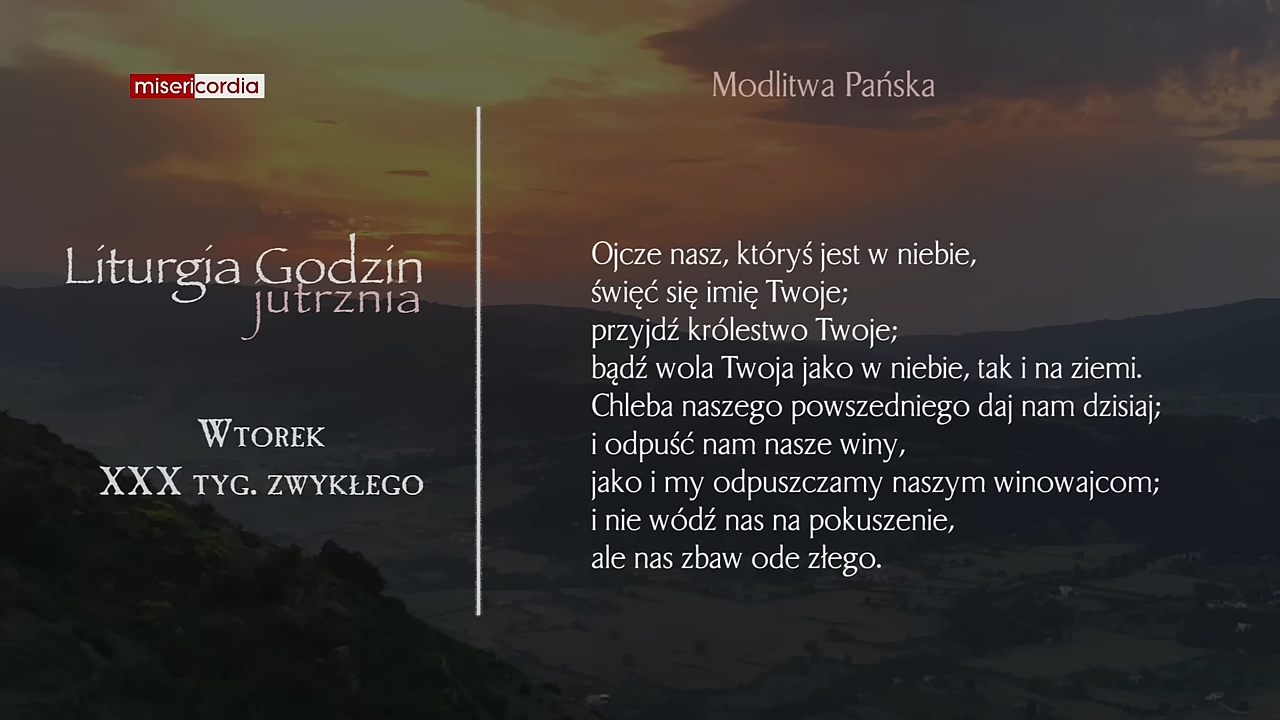 misericordia
Liturgia Godzin
jutrznia
Wtorek
XXX tyg. zwykłego
Modlitwa Pańska
Ojcze nasz, któryś jest w niebie,
święć się imię Twoje;
przyjdź królestwo Twoje;
bądź wola Twoja jako w niebie, tak i na ziemi.
Chleba naszego powszedniego daj nam dzisiaj;
i odpuść nam nasze winy,
jako i my odpuszczamy naszym winowajcom;
i nie wódź nas na pokuszenie,
ale nas zbaw ode złego.